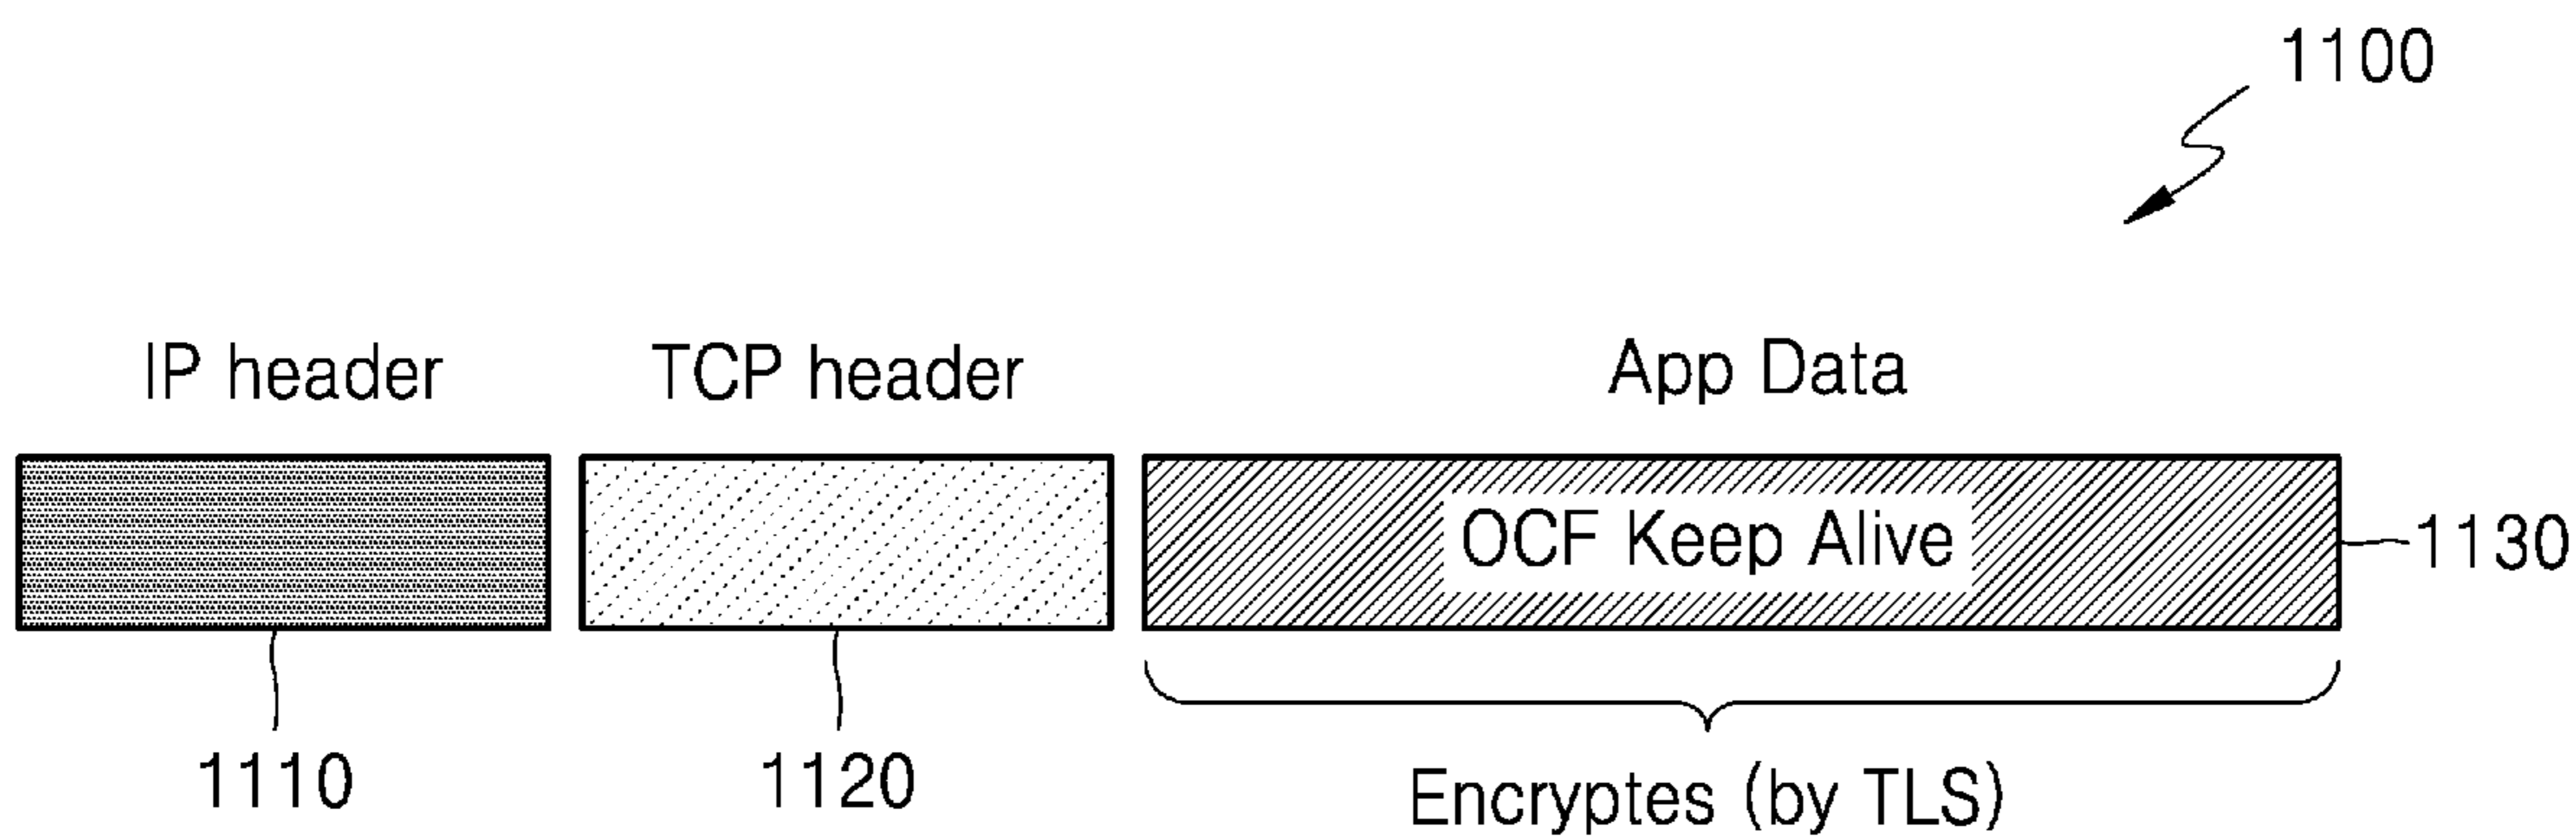 1100
IP header
TCP header
App Data
OCF Keep Alive
1130
1110
1120
Encryptes (by TLS)